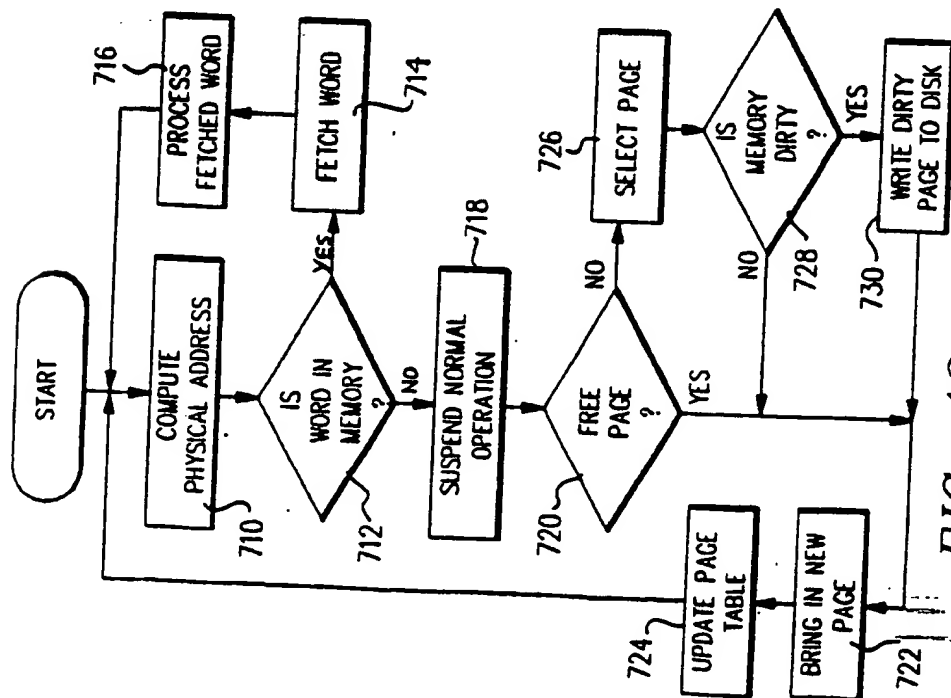 START
COMPUTE
PHYSICAL ADDRESS
710
IS
WORD IN
MEMORY
?
712
YES
FETCH WORD
714
PROCESS
FETCHED WORD
716
NO
SUSPEND NORMAL
OPERATION
718
FREE
PAGE
?
720
NO
SELECT PAGE
726
IS
MEMORY
DIRTY
?
728
NO
YES
WRITE DIRTY
PAGE TO DISK
730
YES
BRING IN NEW
PAGE
722
UPDATE PAGE
TABLE
724
FIG.